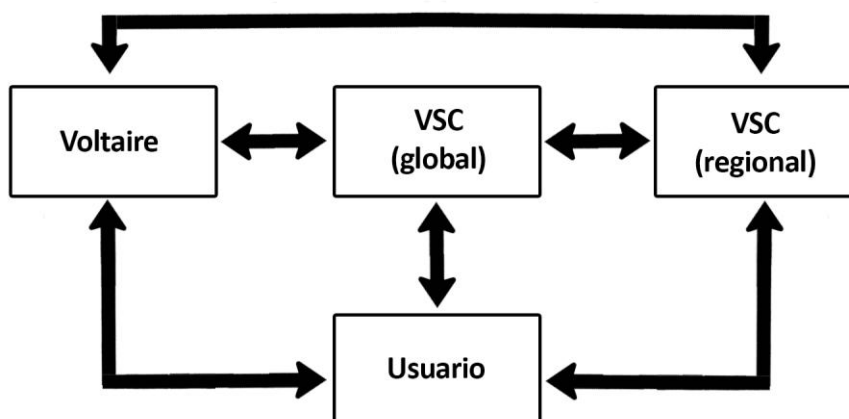 Voltaire
VSC
(global)
VSC
(regional)
Usuario